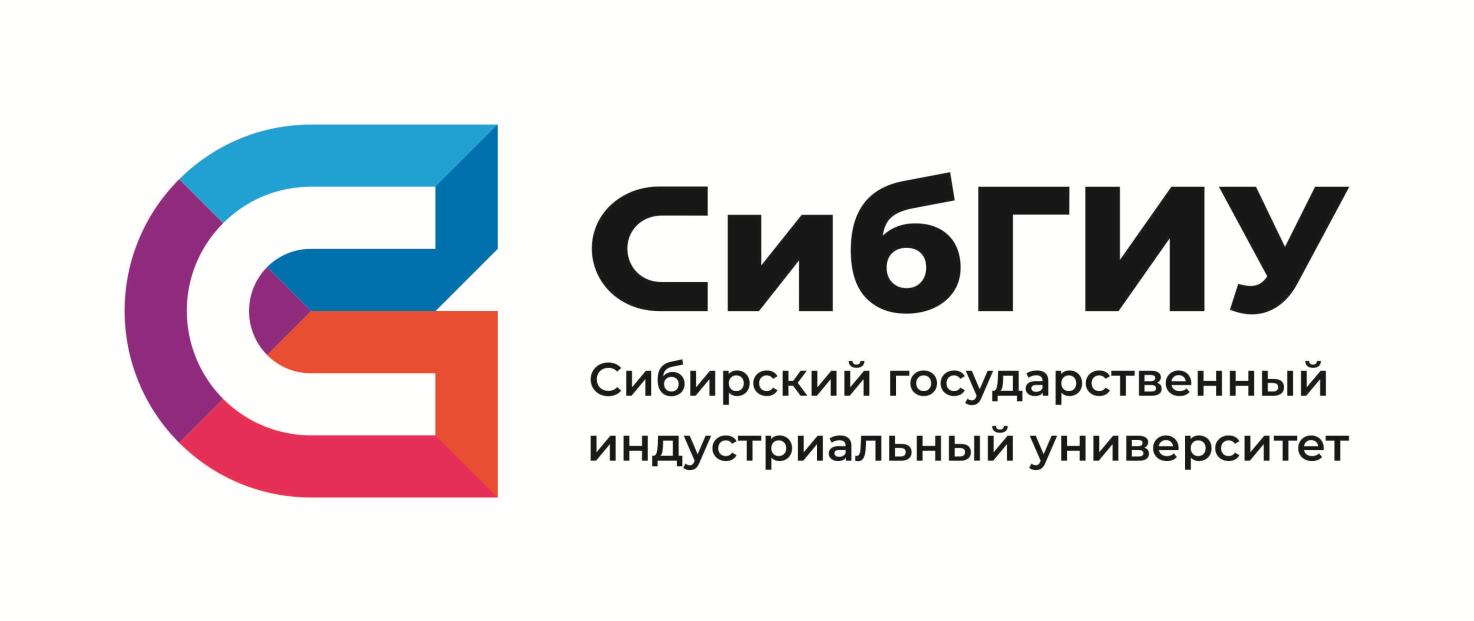 СибГИУ
Сибирский государственный
индустриальный университет